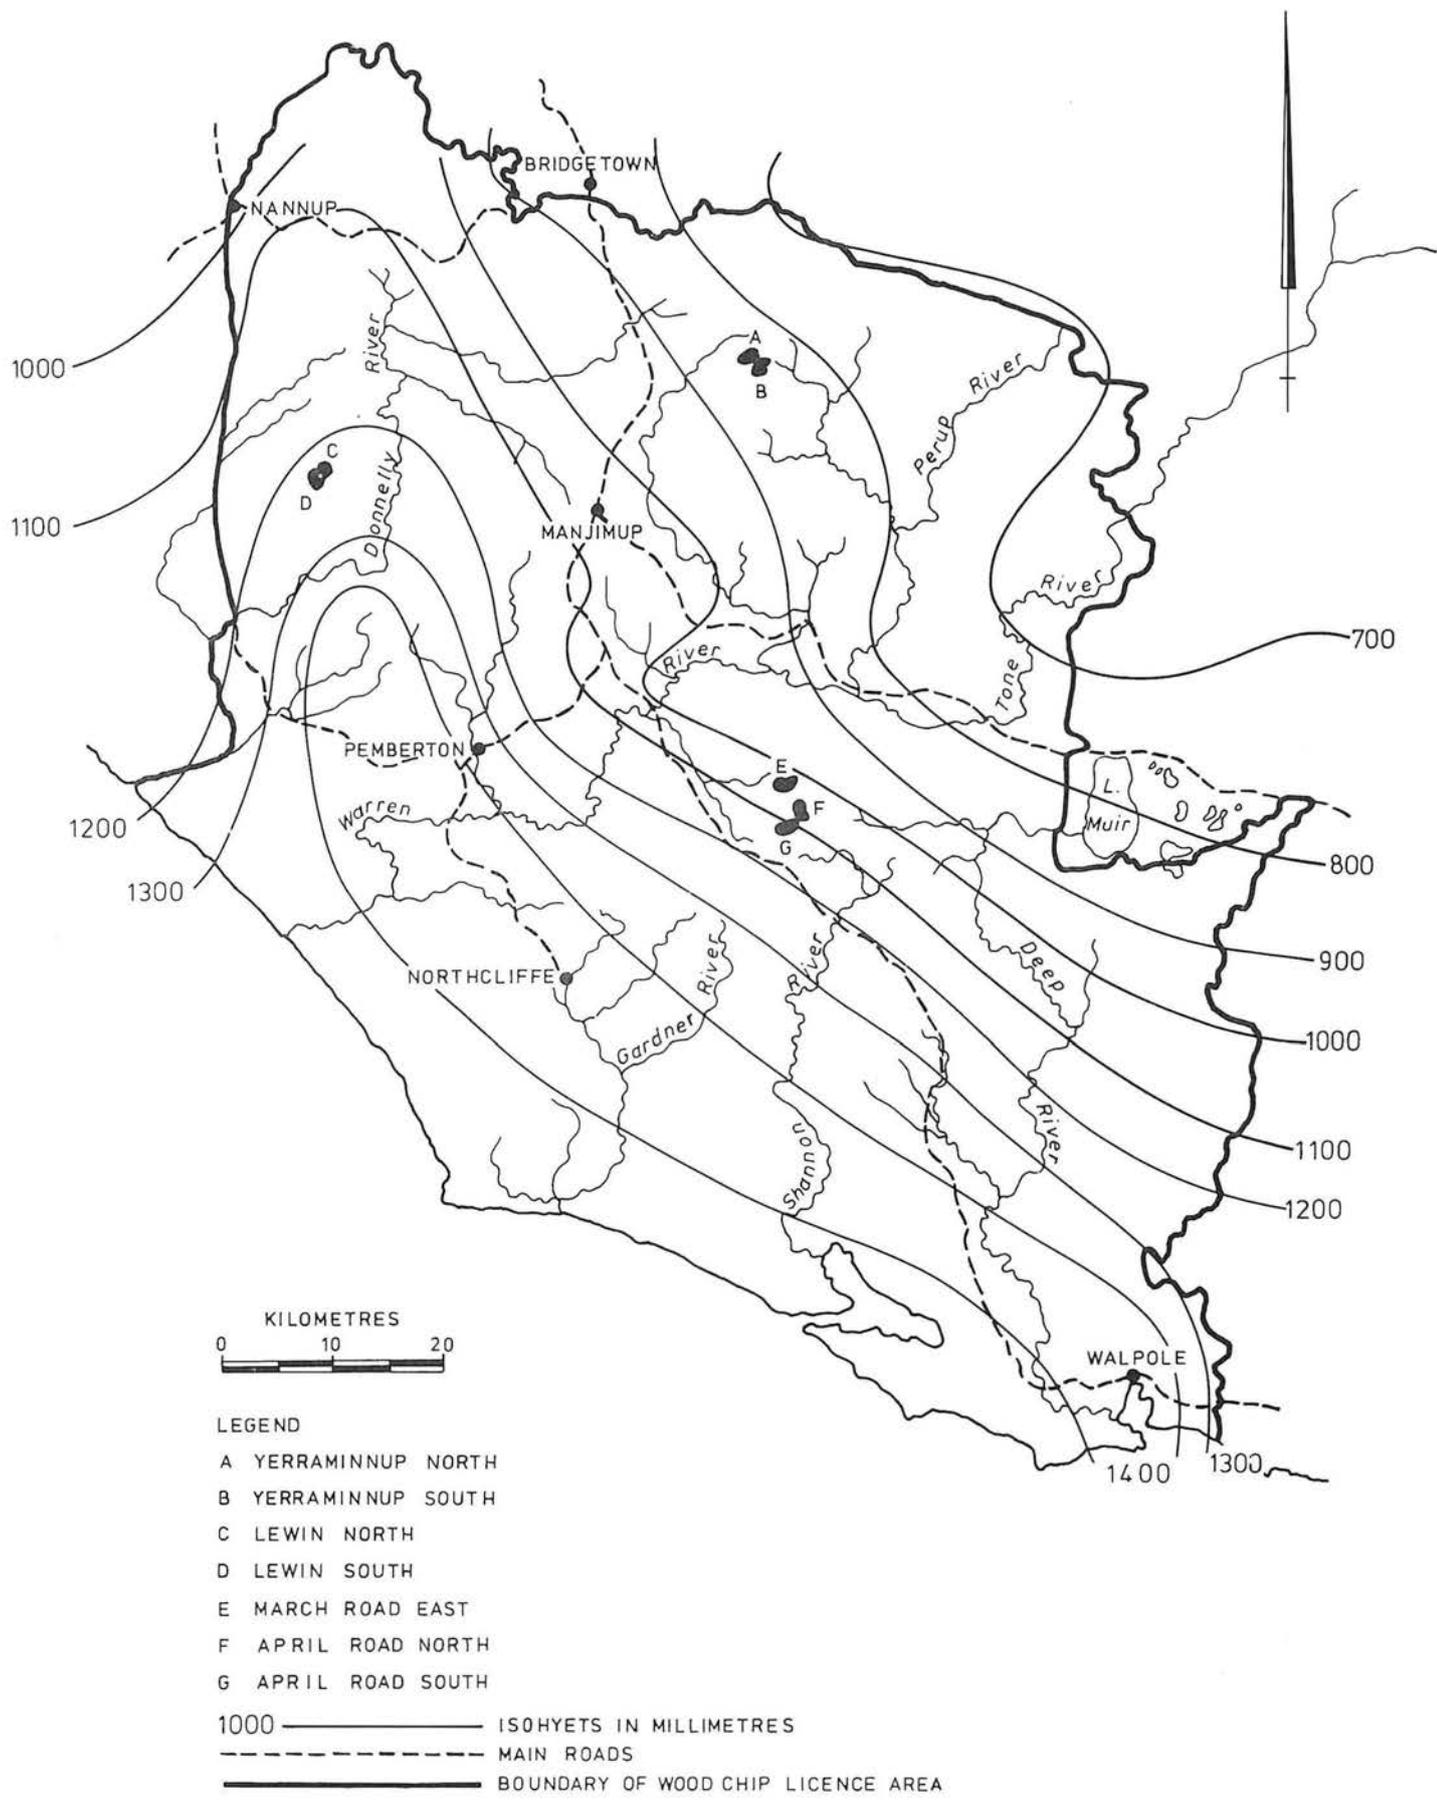 BRIDGETOWN
NANNUP
A
B
River
River
Perup
1000
C
D
Donnelly
1100
MANJIMUP
River
700
River
Tone
PEMBERTON
E
F
G
L.
Muir
Warren
1200
800
1300
900
NORTHCLIFFE
River
River
Deep
Gardner
1000
River
1100
Shannon
1200
KILOMETRES
0 10 20
WALPOLE
1400
1300
LEGEND
A YERRAMINNUP NORTH
B YERRAMINNUP SOUTH
C LEWIN NORTH
D LEWIN SOUTH
E MARCH ROAD EAST
F APRIL ROAD NORTH
G APRIL ROAD SOUTH
1000 ISOHYETS IN MILLIMETRES
MAIN ROADS
BOUNDARY OF WOOD CHIP LICENCE AREA